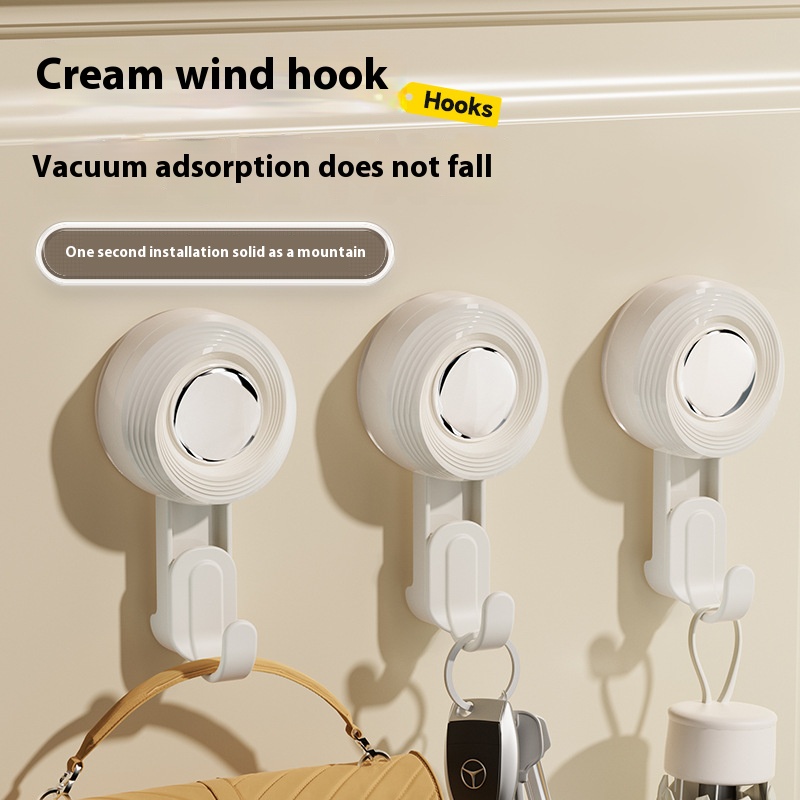 Cream wind hook
Hooks
Vacuum adsorption does not fall
One second installation solid as a mountain